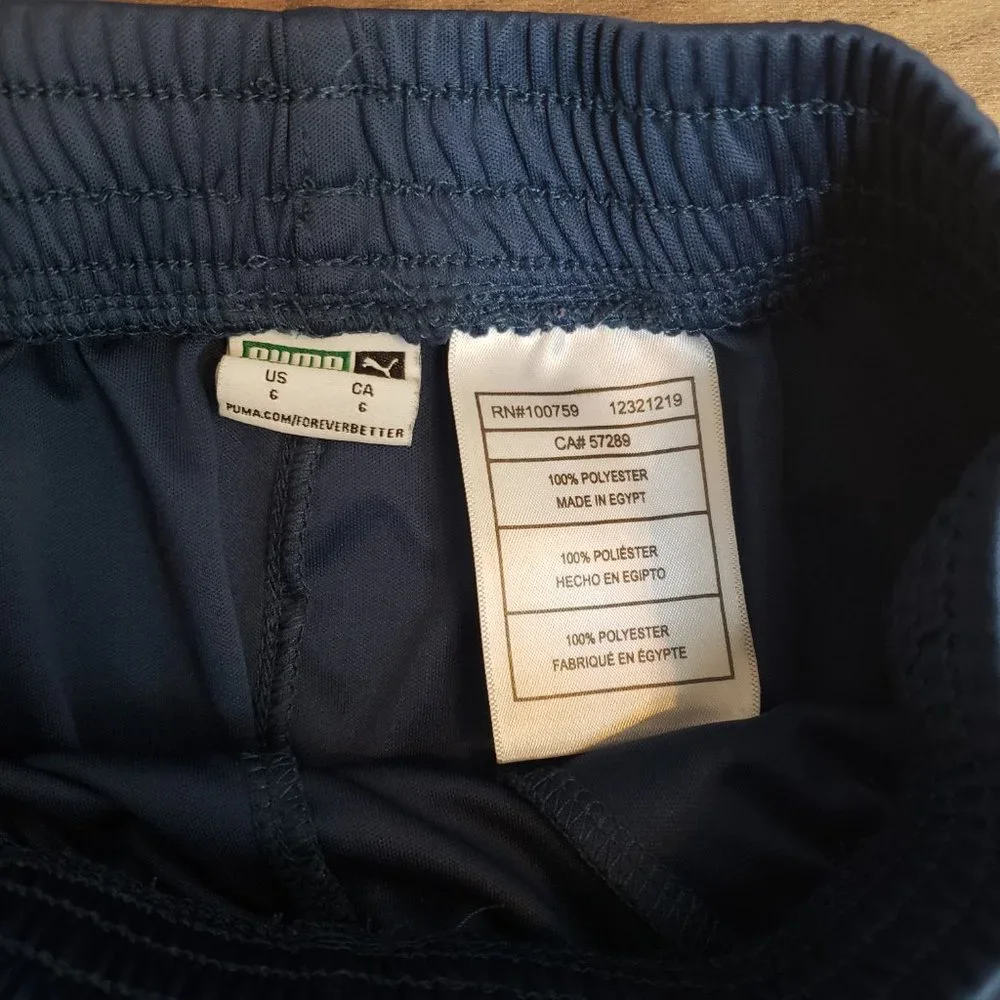 PUMA
US CA
6 6
PUMA.COM/FOREVERBETTER
RN#100759 12321219
CA# 57289
100% POLYESTER
MADE IN EGYPT
100% POLIÉSTER
HECHO EN EGIPTO
100% POLYESTER
FABRIQUÉ EN ÉGYPTE